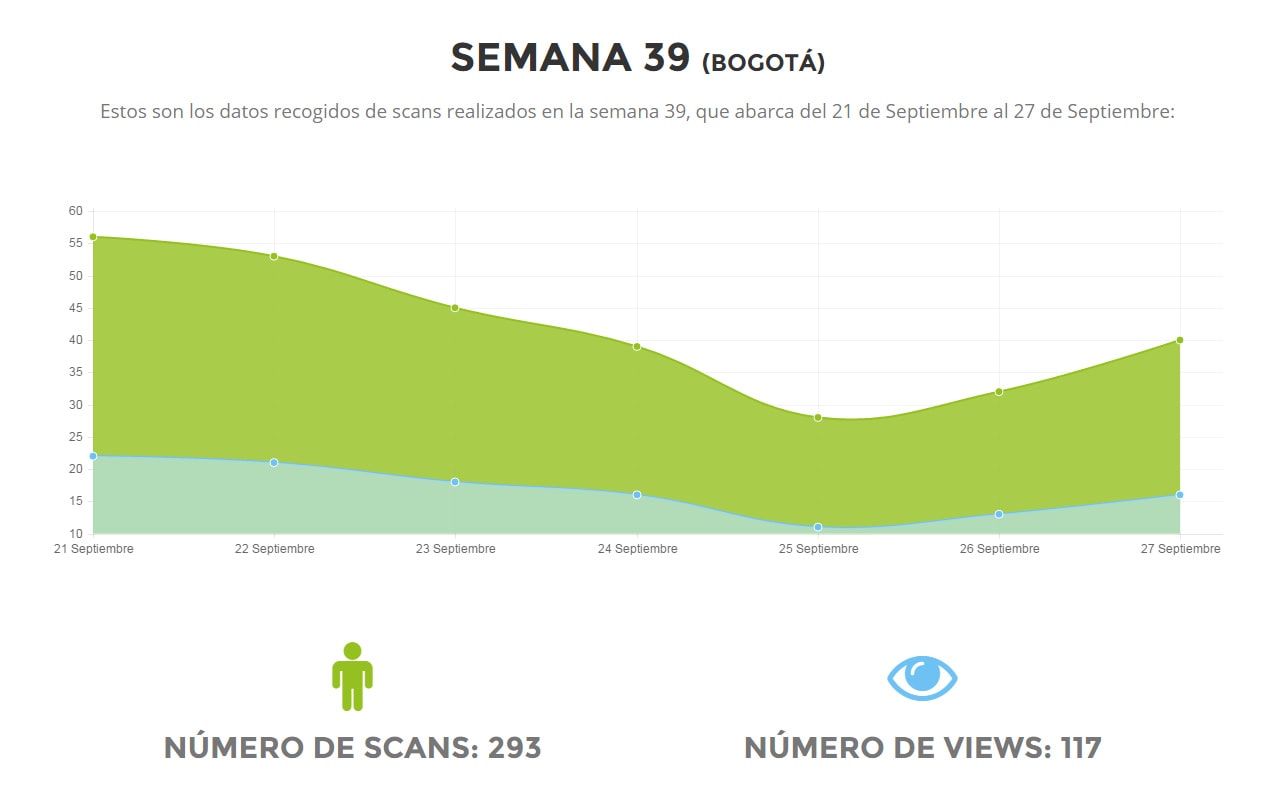 SEMANA 39 (BOGOTÁ)
Estos son los datos recogidos de scans realizados en la semana 39, que abarca del 21 de Septiembre al 27 de Septiembre:
60
55
50
45
40
35
30
25
20
15
10
21 Septiembre 22 Septiembre 23 Septiembre 24 Septiembre 25 Septiembre 26 Septiembre 27 Septiembre
NÚMERO DE SCANS: 293
NÚMERO DE VIEWS: 117